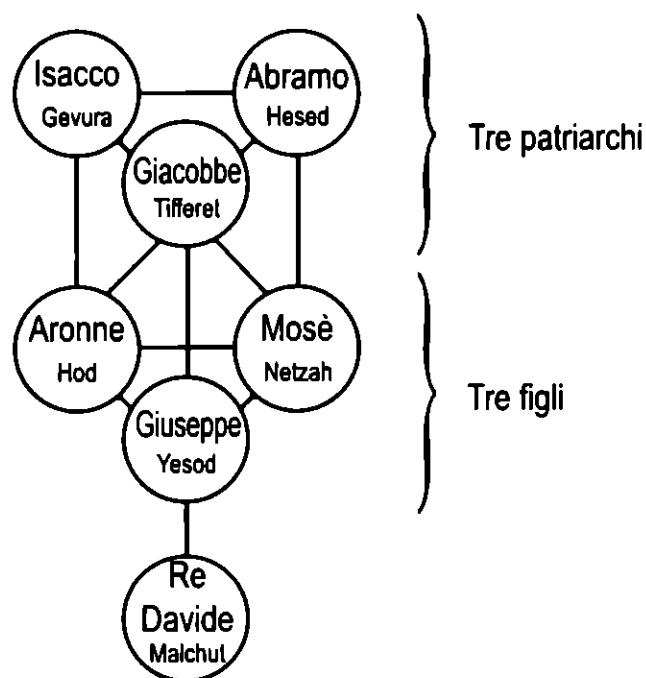 Isacco
Gevura
Abramo
Hesed
Giacobbe
Tifferet
Tre patriarchi
Aronne
Hod
Mosè
Netzah
Giuseppe
Yesod
Tre figli
Re
Davide
Malchut